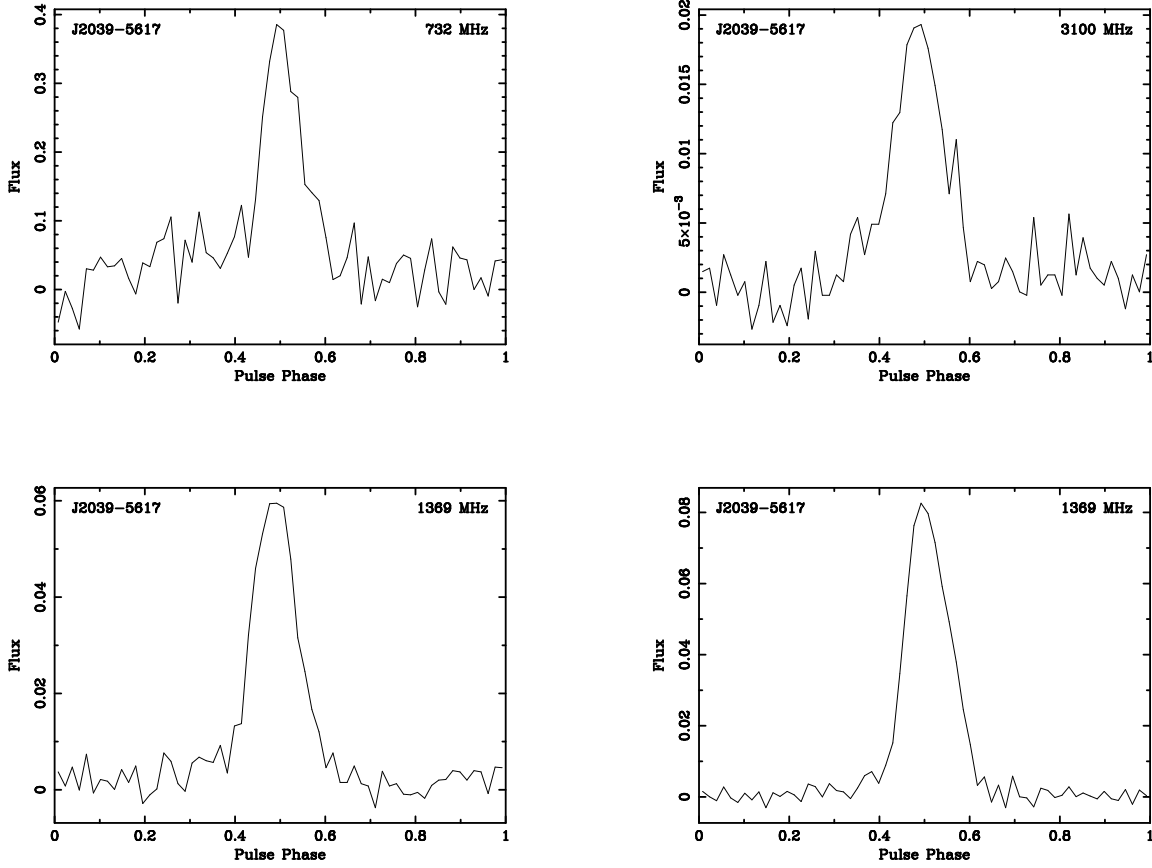 J2039-5617 732 MHz
0.4
0.3
0.2
0.1
0
Flux
0 0.2 0.4 0.6 0.8 1
Pulse Phase
J2039-5617 3100 MHz
0.02
0.015
0.01
5×10⁻³
0
Flux
0 0.2 0.4 0.6 0.8 1
Pulse Phase
J2039-5617 1369 MHz
0.06
0.04
0.02
0
Flux
0 0.2 0.4 0.6 0.8 1
Pulse Phase
J2039-5617 1369 MHz
0.08
0.06
0.04
0.02
0
Flux
0 0.2 0.4 0.6 0.8 1
Pulse Phase